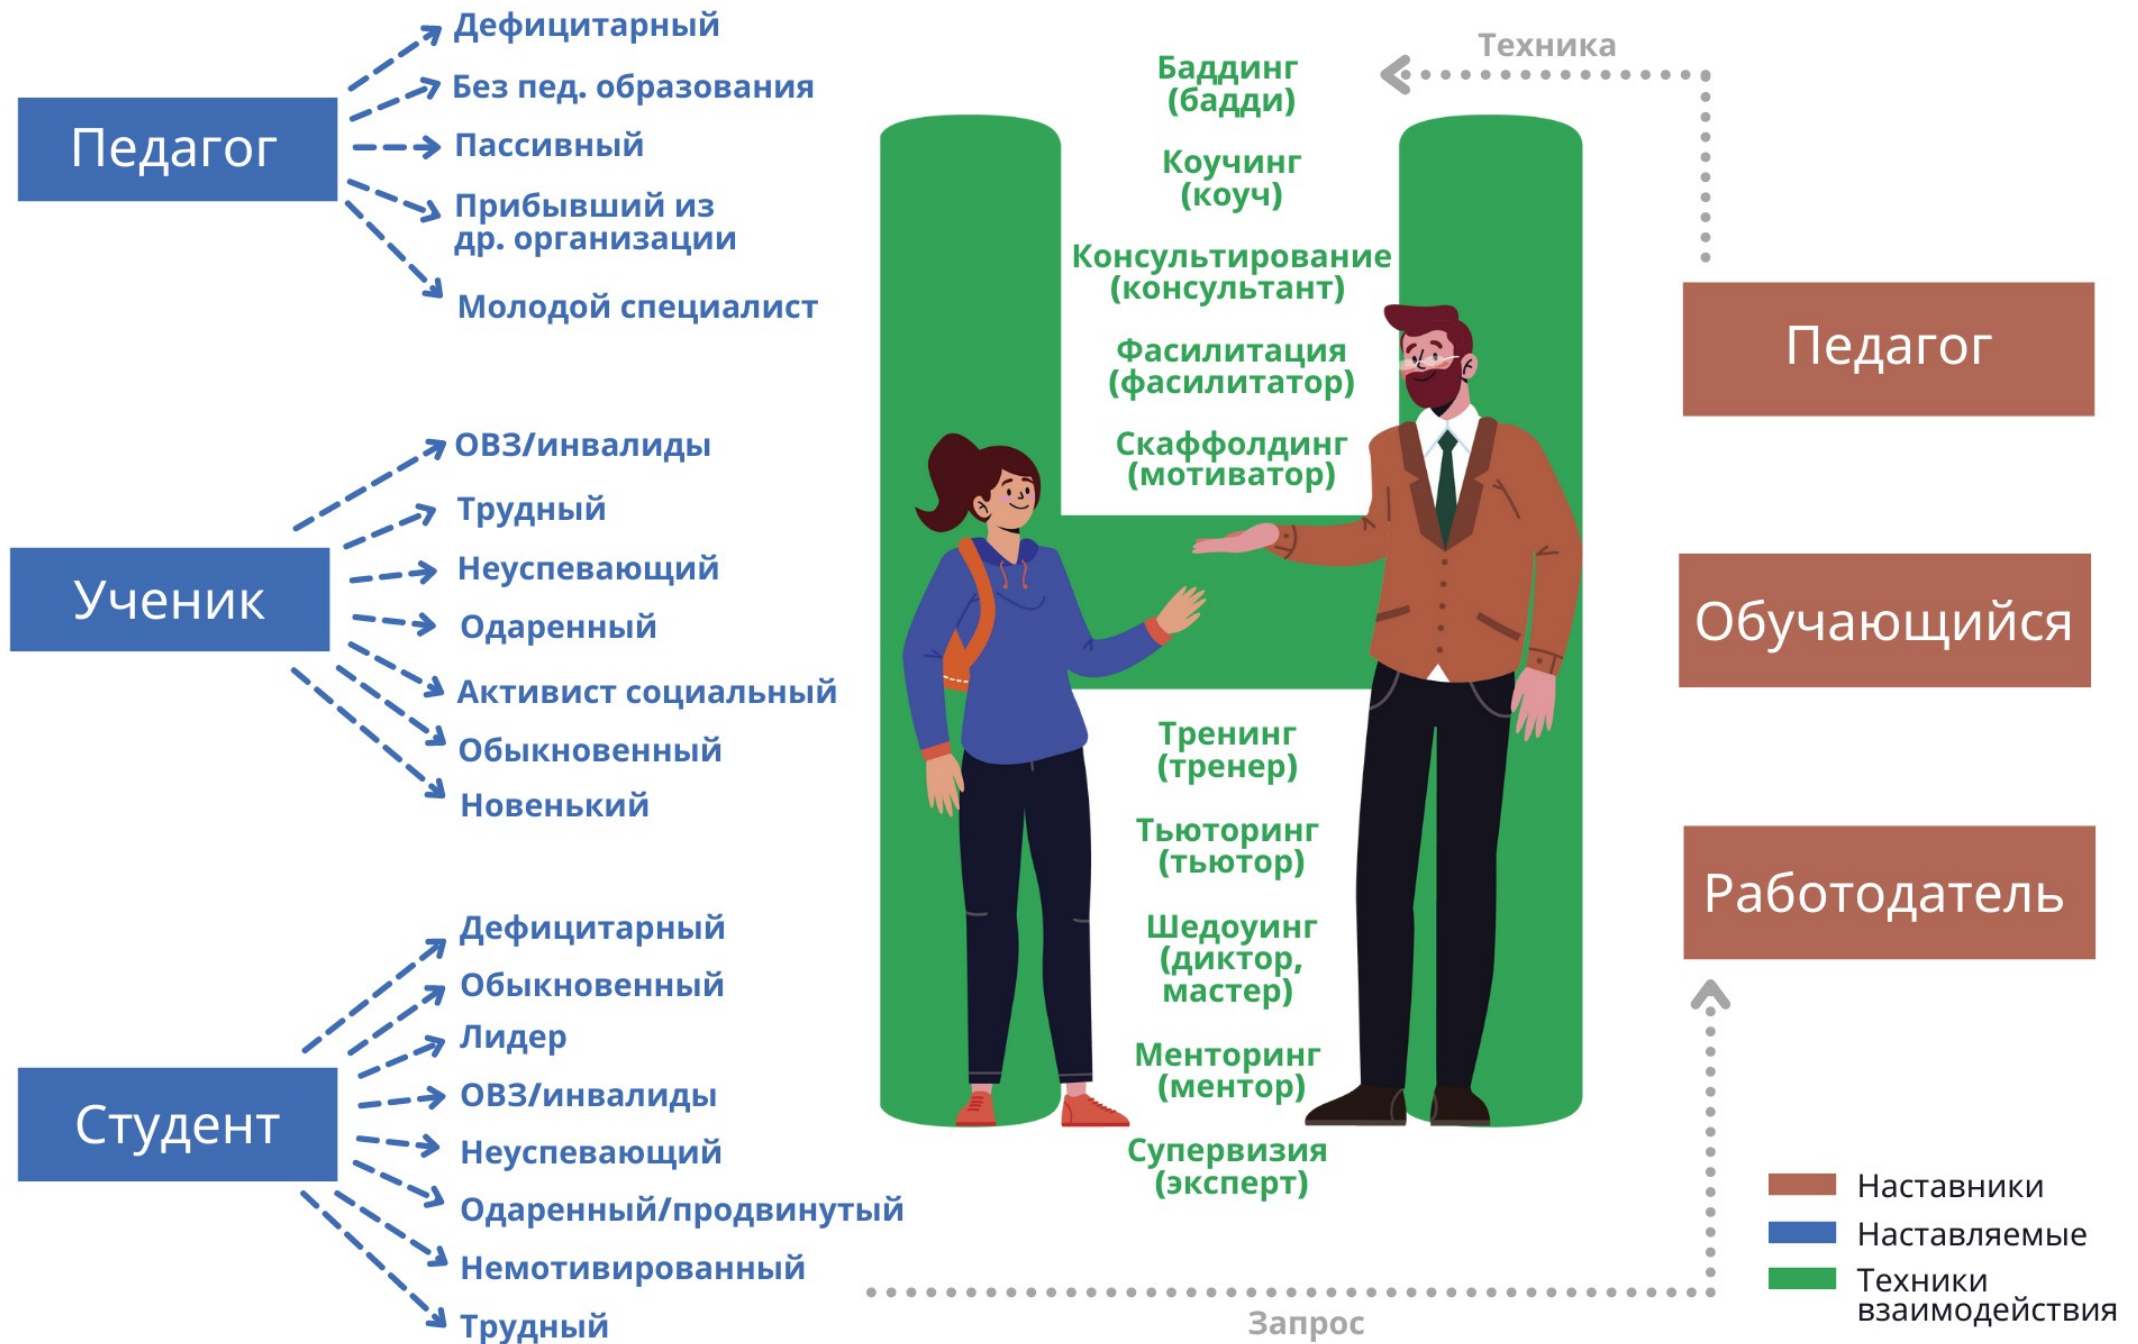 Педагог
Дефицитарный
Без пед. образования
Пассивный
Прибывший из
др. организации
Молодой специалист
Ученик
ОВЗ/инвалиды
Трудный
Неуспевающий
Одаренный
Активист социальный
Обыкновенный
Новенький
Студент
Дефицитарный
Обыкновенный
Лидер
ОВЗ/инвалиды
Неуспевающий
Одаренный/продвинутый
Немотивированный
Трудный
Баддинг
(бадди)
Коучинг
(коуч)
Консультирование
(консультант)
Фасилитация
(фасилитатор)
Скаффолдинг
(мотиватор)
Тренинг
(тренер)
Тьюторинг
(тьютор)
Шедоуинг
(диктор,
мастер)
Менторинг
(ментор)
Супервизия
(эксперт)
Техника
Педагог
Обучающийся
Работодатель
Запрос
Наставники
Наставляемые
Техники
взаимодействия